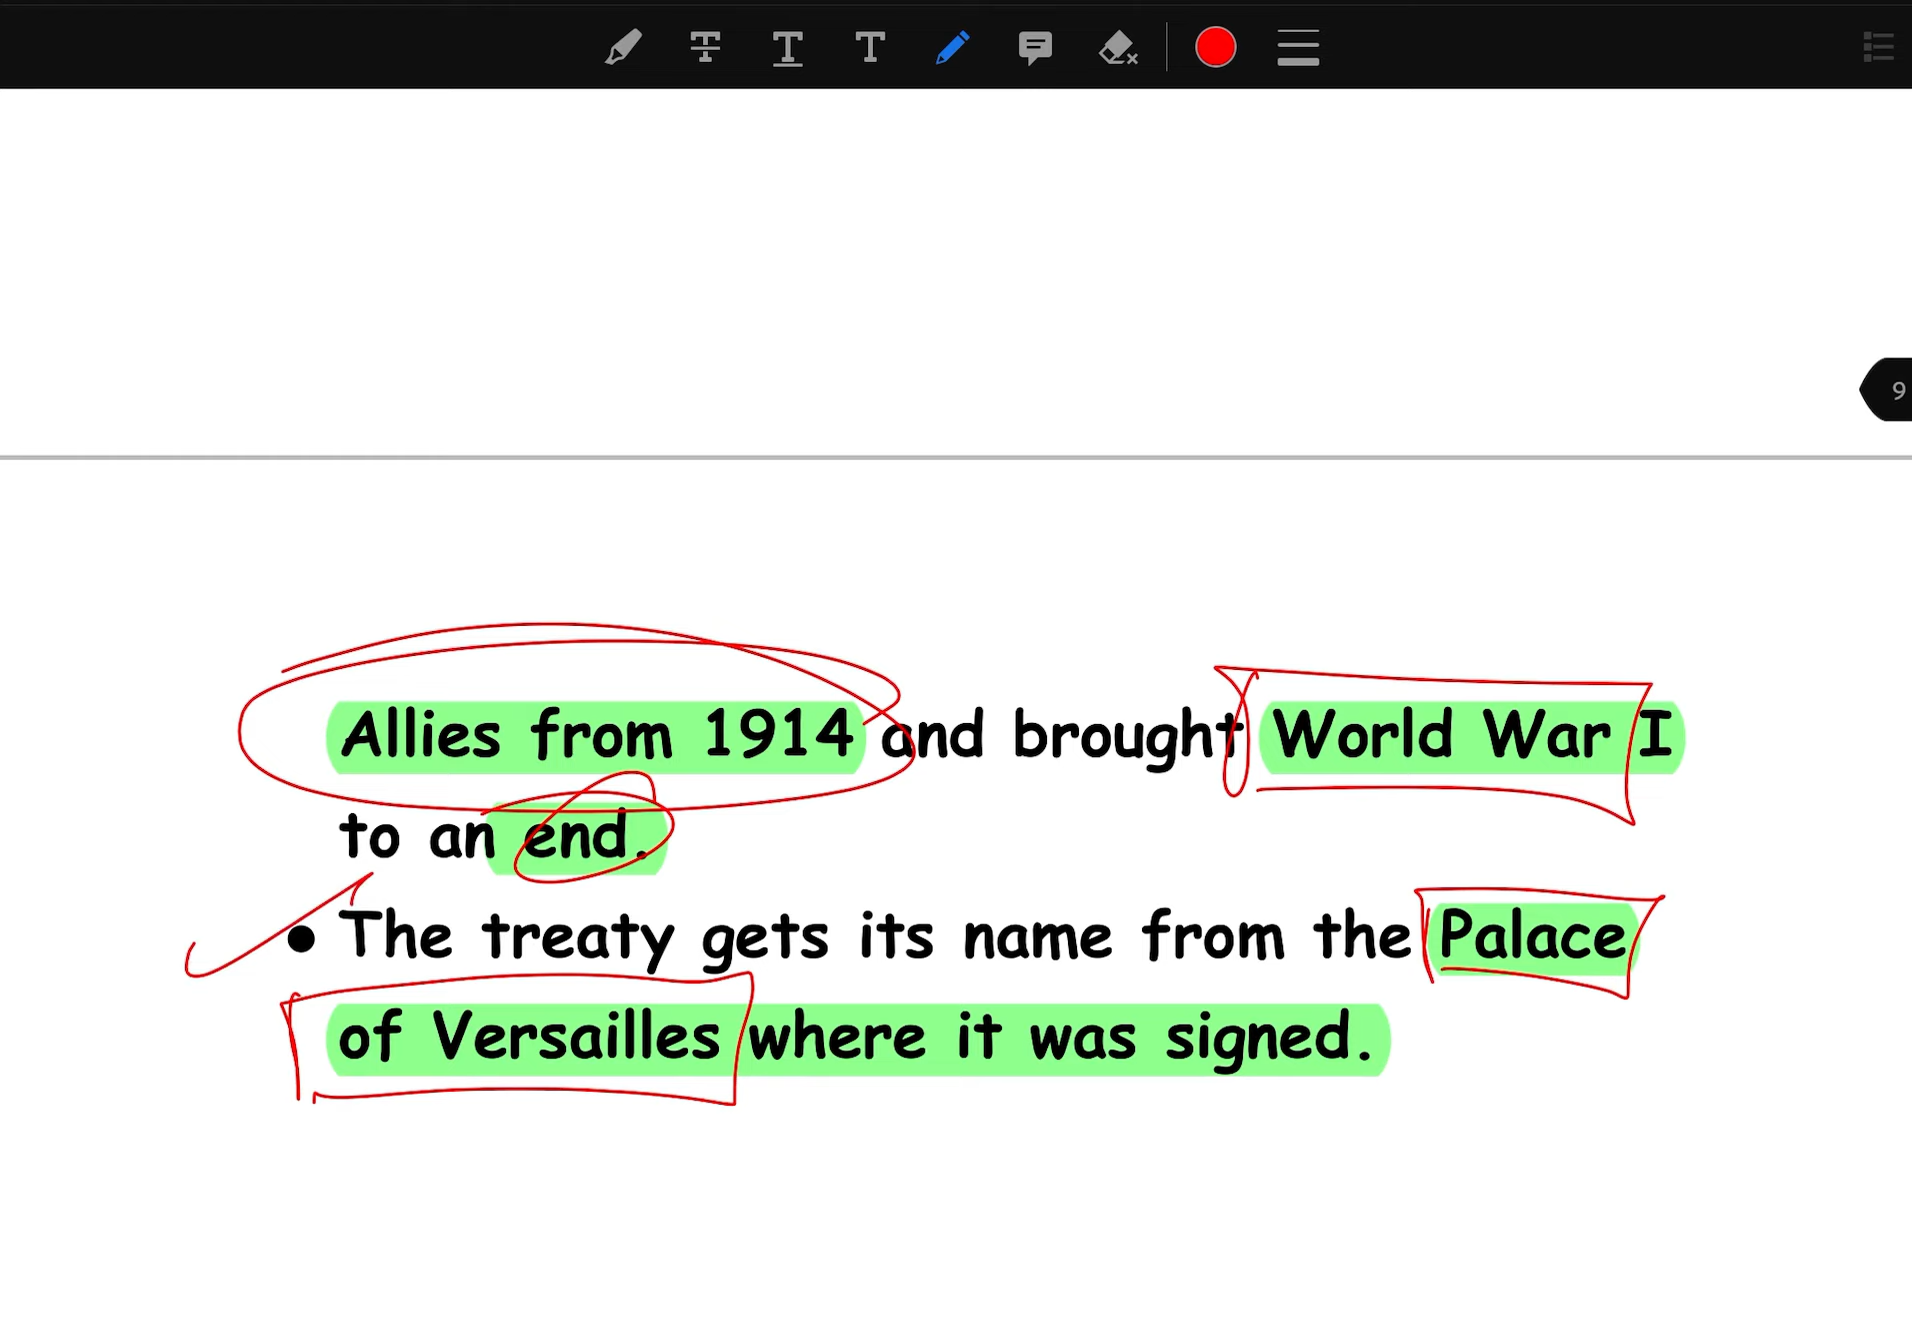 9
Allies from 1914 and brought World War I
to an end.
• The treaty gets its name from the Palace
of Versailles where it was signed.